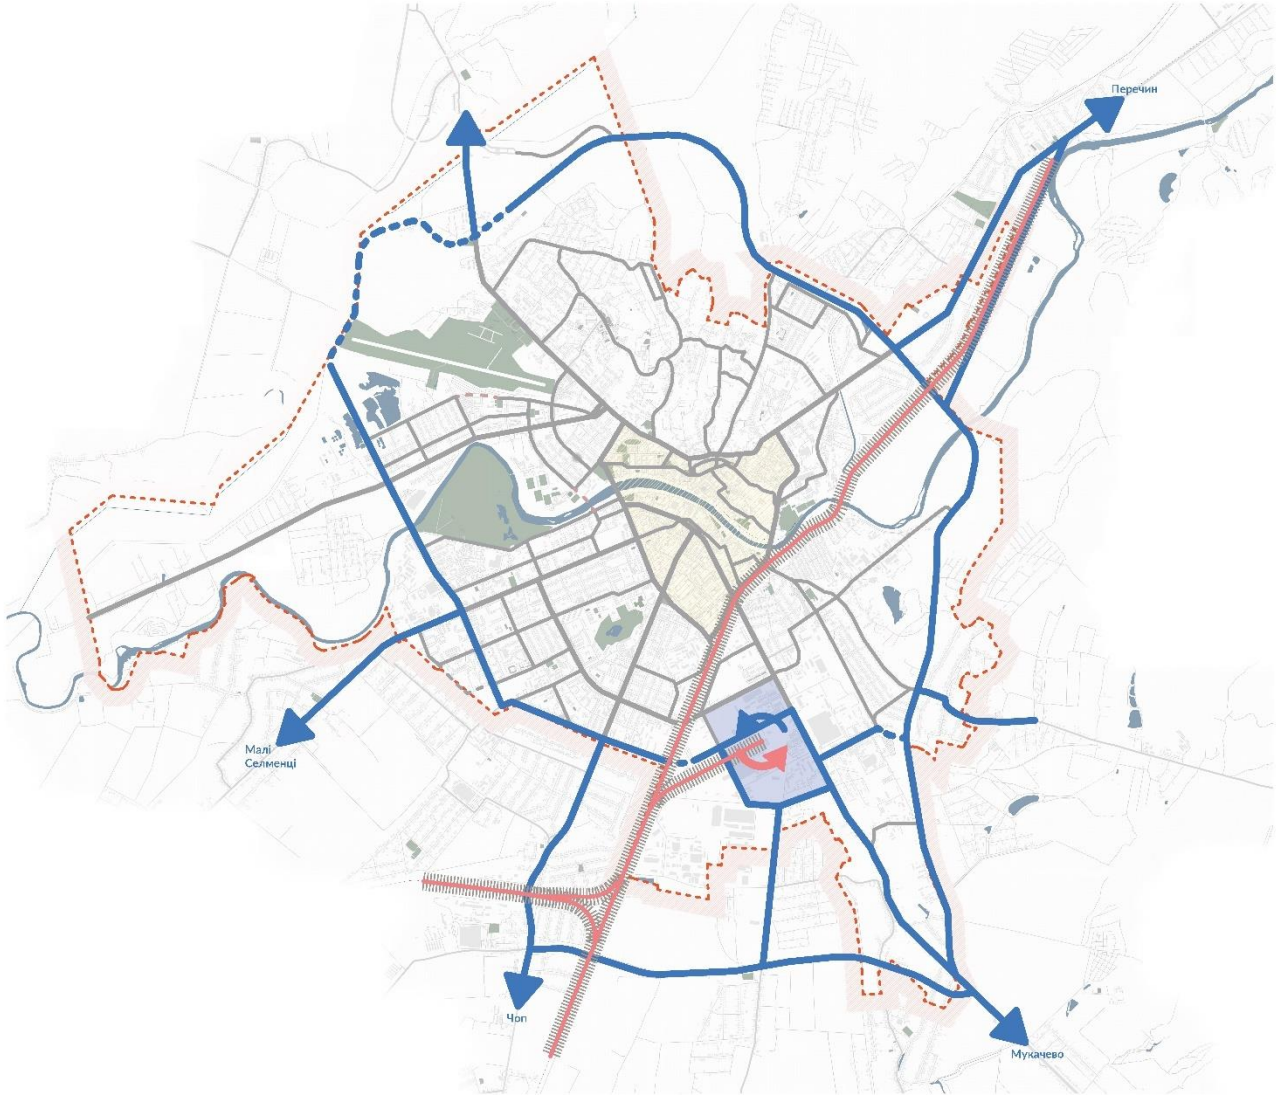 Перечин
Малі
Селменці
Чоп
Мукачево